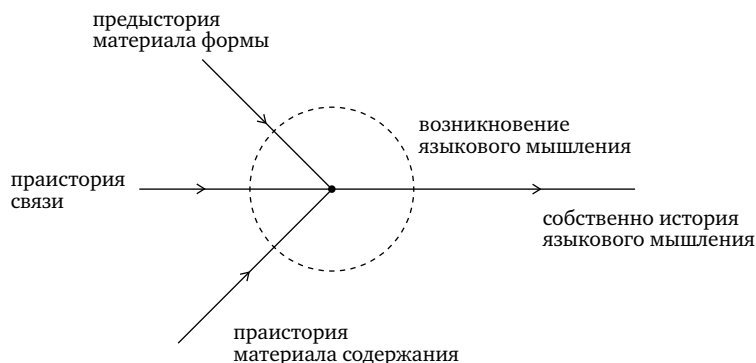 предыстория
материала формы
возникновение
языкового мышления
праистория
связи
собственно история
языкового мышления
праистория
материала содержания